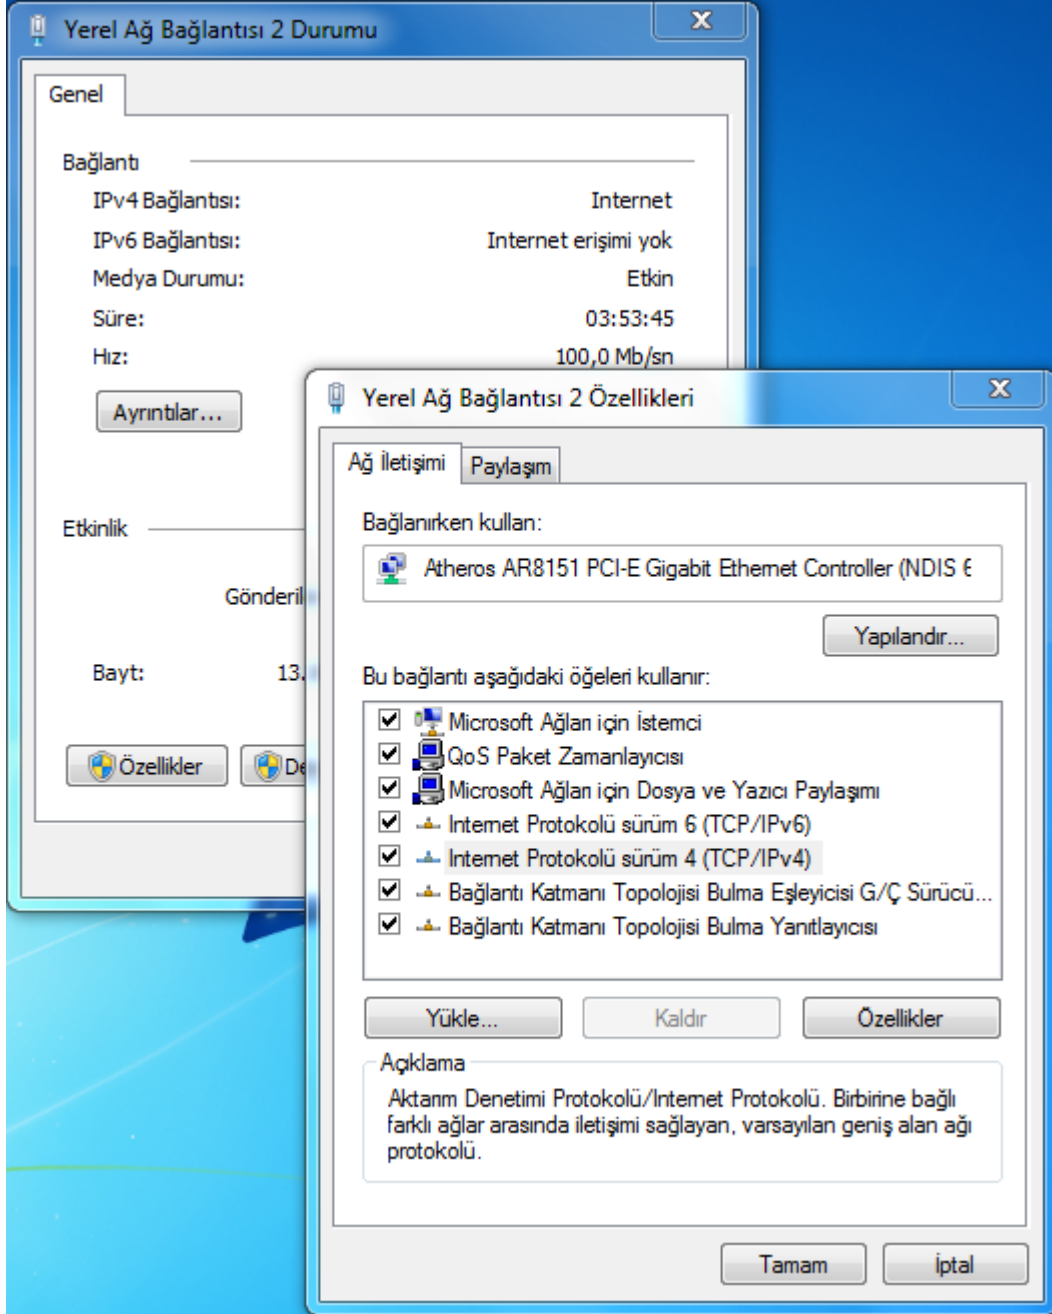 Yerel Ağ Bağlantısı 2 Durumu
Genel
Bağlantı
IPv4 Bağlantısı: Internet
IPv6 Bağlantısı: Internet erişimi yok
Medya Durumu: Etkin
Süre: 03:53:45
Hız: 100,0 Mb/sn
Ayrıntılar...
Etkinlik
Bayt: 13.
Özellikler
Yerel Ağ Bağlantısı 2 Özellikleri
Ağ İletişimi
Paylaşım
Bağlanırken kullan:
Atheros AR8151 PCI-E Gigabit Ethernet Controller (NDIS 6
Yapılandır...
Bu bağlantı aşağıdaki öğeleri kullanır:
Microsoft Ağları için İstemci
QoS Paket Zamanlayıcısı
Microsoft Ağları için Dosya ve Yazıcı Paylaşımı
Internet Protokolü sürüm 6 (TCP/IPv6)
Internet Protokolü sürüm 4 (TCP/IPv4)
Bağlantı Katmanı Topolojisi Bulma Eşleyicisi G/Ç Sürücü...
Bağlantı Katmanı Topolojisi Bulma Yanıtlayıcısı
Yükle...
Kaldır
Özellikler
Açıklama
Aktarım Denetimi Protokolü/Internet Protokolü. Birbirine bağlı
farklı ağlar arasında iletişimi sağlayan, varsayılan geniş alan ağı
protokolü.
Tamam
İptal